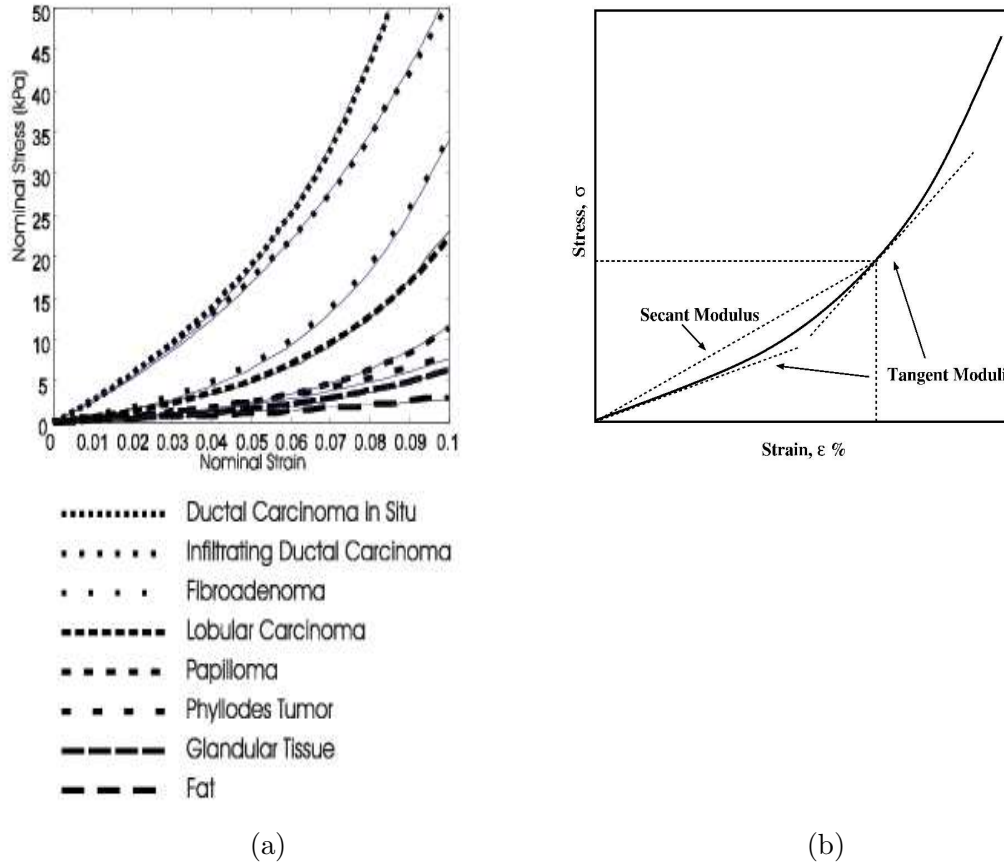 50
45
40
35
30
25
20
15
10
5
0
Nominal Stress (kPa)
0 0.01 0.02 0.03 0.04 0.05 0.06 0.07 0.08 0.09 0.1
Nominal Strain
Ductal Carcinoma In Situ
Infiltrating Ductal Carcinoma
Fibroadenoma
Lobular Carcinoma
Papilloma
Phyllodes Tumor
Glandular Tissue
Fat
(a)
Stress, σ
Secant Modulus
Tangent Moduli
Strain, ε %
(b)